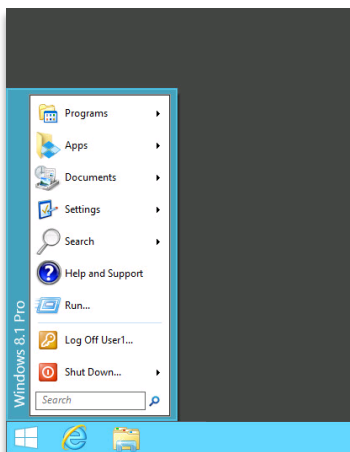 Programs
Apps
Documents
Settings
Search
Help and Support
Run...
Log Off User1...
Shut Down...
Search
Windows 8.1 Pro